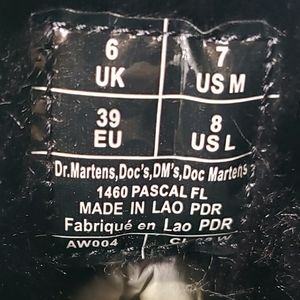 6 7
UK US M
39 8
EU US L
Dr.Martens,Doc's,DM's,Doc Martens
1460 PASCAL FL
MADE IN LAO PDR
Fabriqué en Lao PDR
AW004